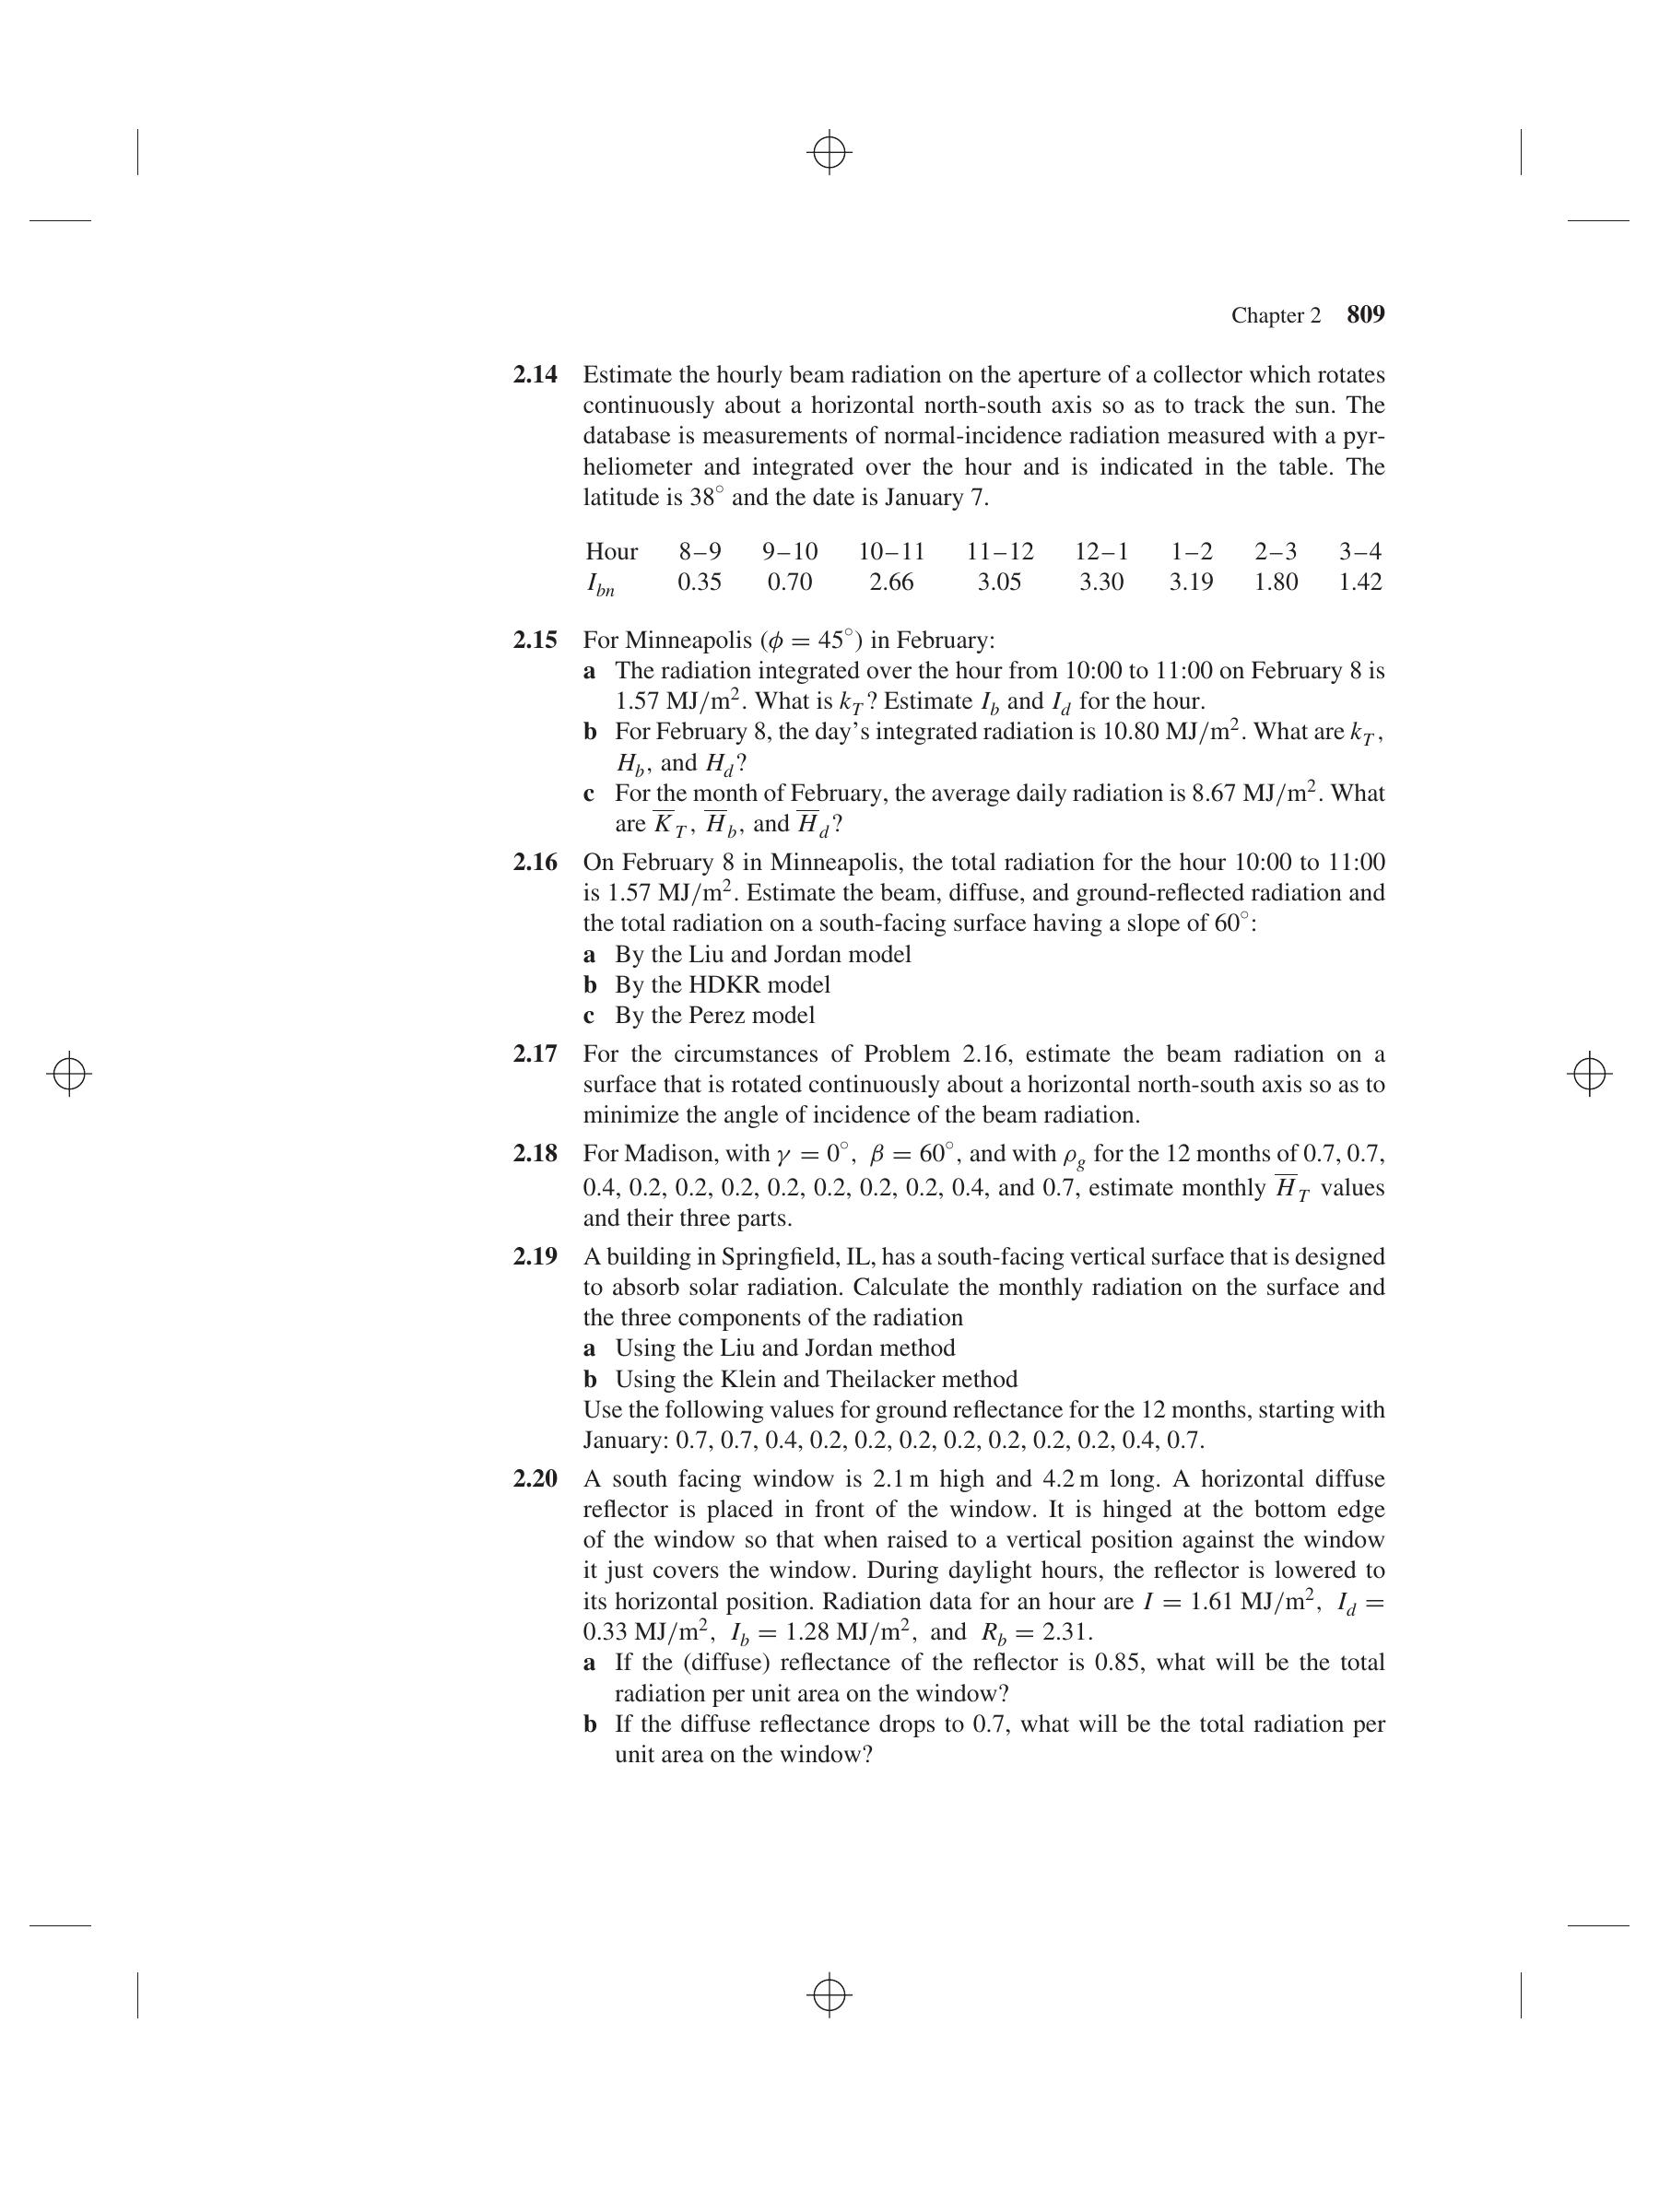 Chapter 2 809
2.14 Estimate the hourly beam radiation on the aperture of a collector which rotates
continuously about a horizontal north-south axis so as to track the sun. The
database is measurements of normal-incidence radiation measured with a pyr-
heliometer and integrated over the hour and is indicated in the table. The
latitude is 38° and the date is January 7.
Hour 8–9 9–10 10–11 11–12 12–1 1–2 2–3 3–4
I_bn 0.35 0.70 2.66 3.05 3.30 3.19 1.80 1.42
2.15 For Minneapolis (ϕ = 45°) in February:
a The radiation integrated over the hour from 10:00 to 11:00 on February 8 is
1.57 MJ/m². What is k_T? Estimate I_b and I_d for the hour.
b For February 8, the day’s integrated radiation is 10.80 MJ/m². What are k_T,
H_b, and H_d?
c For the month of February, the average daily radiation is 8.67 MJ/m². What
are K̅_T, H̅_b, and H̅_d?
2.16 On February 8 in Minneapolis, the total radiation for the hour 10:00 to 11:00
is 1.57 MJ/m². Estimate the beam, diffuse, and ground-reflected radiation and
the total radiation on a south-facing surface having a slope of 60°:
a By the Liu and Jordan model
b By the HDKR model
c By the Perez model
2.17 For the circumstances of Problem 2.16, estimate the beam radiation on a
surface that is rotated continuously about a horizontal north-south axis so as to
minimize the angle of incidence of the beam radiation.
2.18 For Madison, with γ = 0°, β = 60°, and with ρ_g for the 12 months of 0.7, 0.7,
0.4, 0.2, 0.2, 0.2, 0.2, 0.2, 0.2, 0.2, 0.4, and 0.7, estimate monthly H̅_T values
and their three parts.
2.19 A building in Springfield, IL, has a south-facing vertical surface that is designed
to absorb solar radiation. Calculate the monthly radiation on the surface and
the three components of the radiation
a Using the Liu and Jordan method
b Using the Klein and Theilacker method
Use the following values for ground reflectance for the 12 months, starting with
January: 0.7, 0.7, 0.4, 0.2, 0.2, 0.2, 0.2, 0.2, 0.2, 0.2, 0.4, 0.7.
2.20 A south facing window is 2.1 m high and 4.2 m long. A horizontal diffuse
reflector is placed in front of the window. It is hinged at the bottom edge
of the window so that when raised to a vertical position against the window
it just covers the window. During daylight hours, the reflector is lowered to
its horizontal position. Radiation data for an hour are I = 1.61 MJ/m², I_d =
0.33 MJ/m², I_b = 1.28 MJ/m², and R_b = 2.31.
a If the (diffuse) reflectance of the reflector is 0.85, what will be the total
radiation per unit area on the window?
b If the diffuse reflectance drops to 0.7, what will be the total radiation per
unit area on the window?